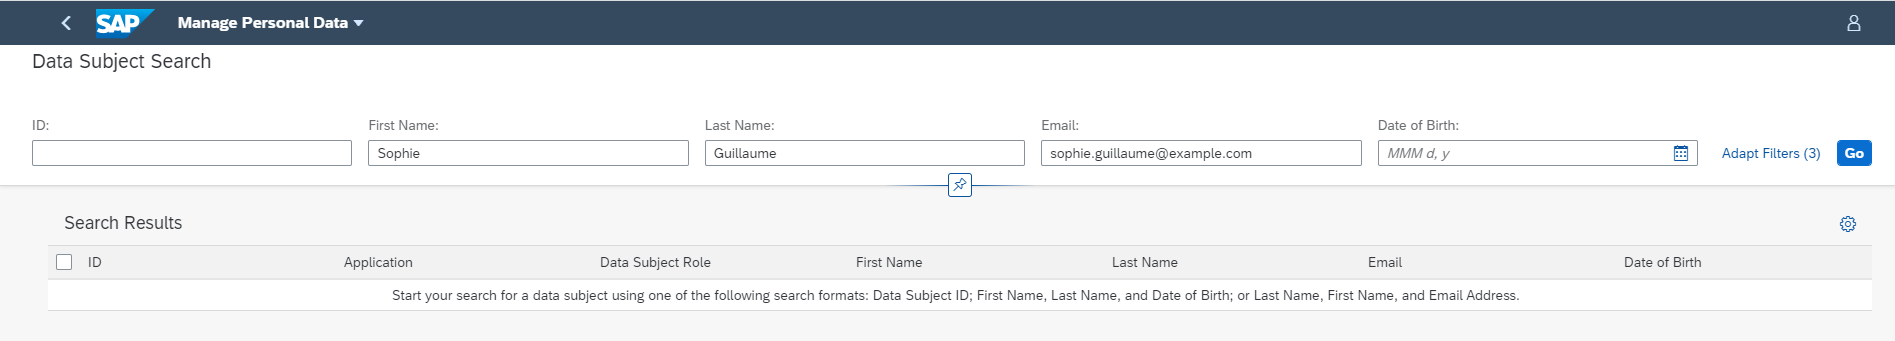 SAP Manage Personal Data
Data Subject Search
ID: First Name: Last Name: Email: Date of Birth:
Sophie Guillaume sophie.guillaume@example.com MMM d, y Adapt Filters (3) Go
Search Results
ID Application Data Subject Role First Name Last Name Email Date of Birth
Start your search for a data subject using one of the following search formats: Data Subject ID; First Name, Last Name, and Date of Birth; or Last Name, First Name, and Email Address.